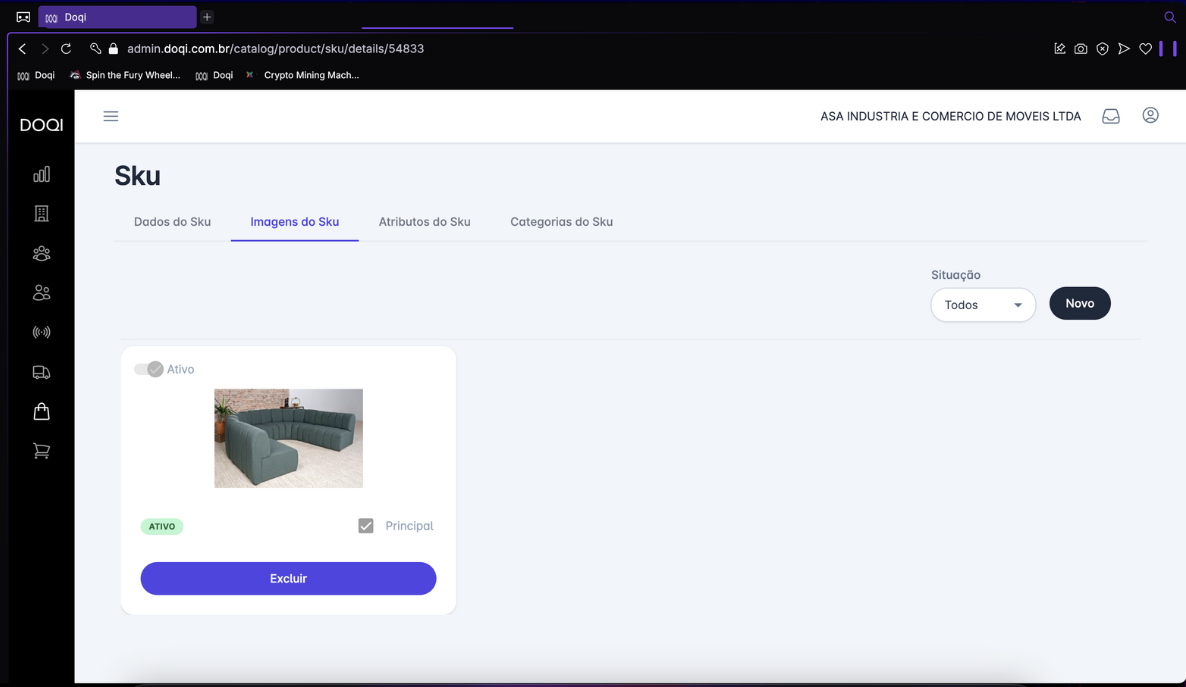 Doqi
admin.doqi.com.br/catalog/product/sku/details/54833
Doqi
Spin the Fury Wheel...
Doqi
Crypto Mining Mach...
DOQI
ASA INDUSTRIA E COMERCIO DE MOVEIS LTDA
Sku
Dados do Sku
Imagens do Sku
Atributos do Sku
Categorias do Sku
Situação
Todos
Novo
Ativo
ATIVO
Principal
Excluir